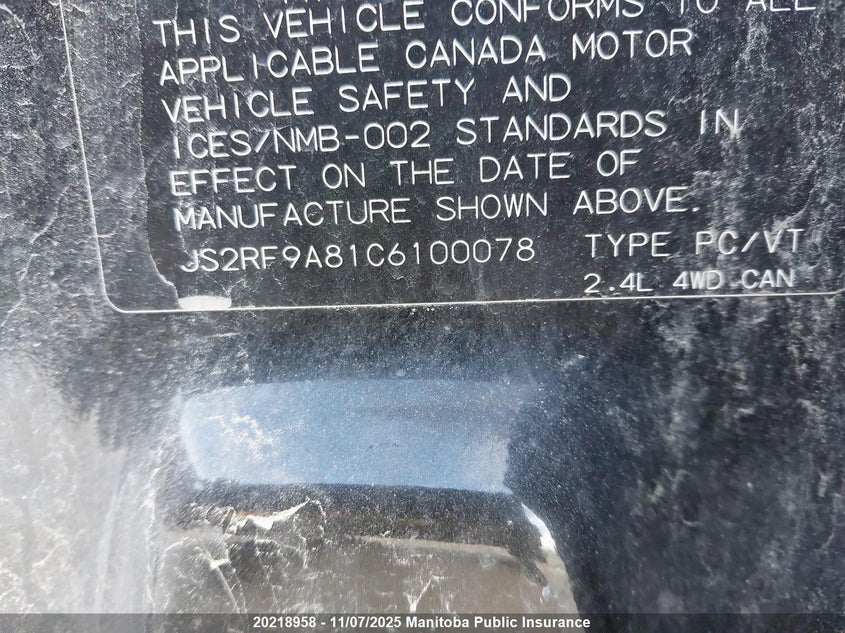 THIS VEHICLE CONFORMS TO ALL
APPLICABLE CANADA MOTOR
VEHICLE SAFETY AND
ICES/NMB-002 STANDARDS IN
EFFECT ON THE DATE OF
MANUFACTURE SHOWN ABOVE.
JS2RF9A81C6100078 TYPE PC/VT
2.4L 4WD CAN
20218958 - 11/07/2025 Manitoba Public Insurance